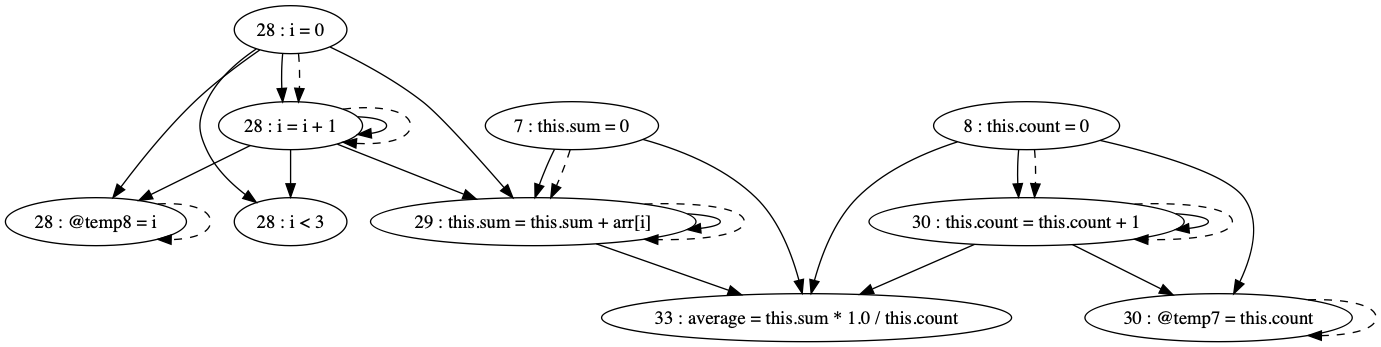 28 : i = 0
28 : i = i + 1
7 : this.sum = 0
8 : this.count = 0
28 : @temp8 = i
28 : i < 3
29 : this.sum = this.sum + arr[i]
30 : this.count = this.count + 1
33 : average = this.sum * 1.0 / this.count
30 : @temp7 = this.count